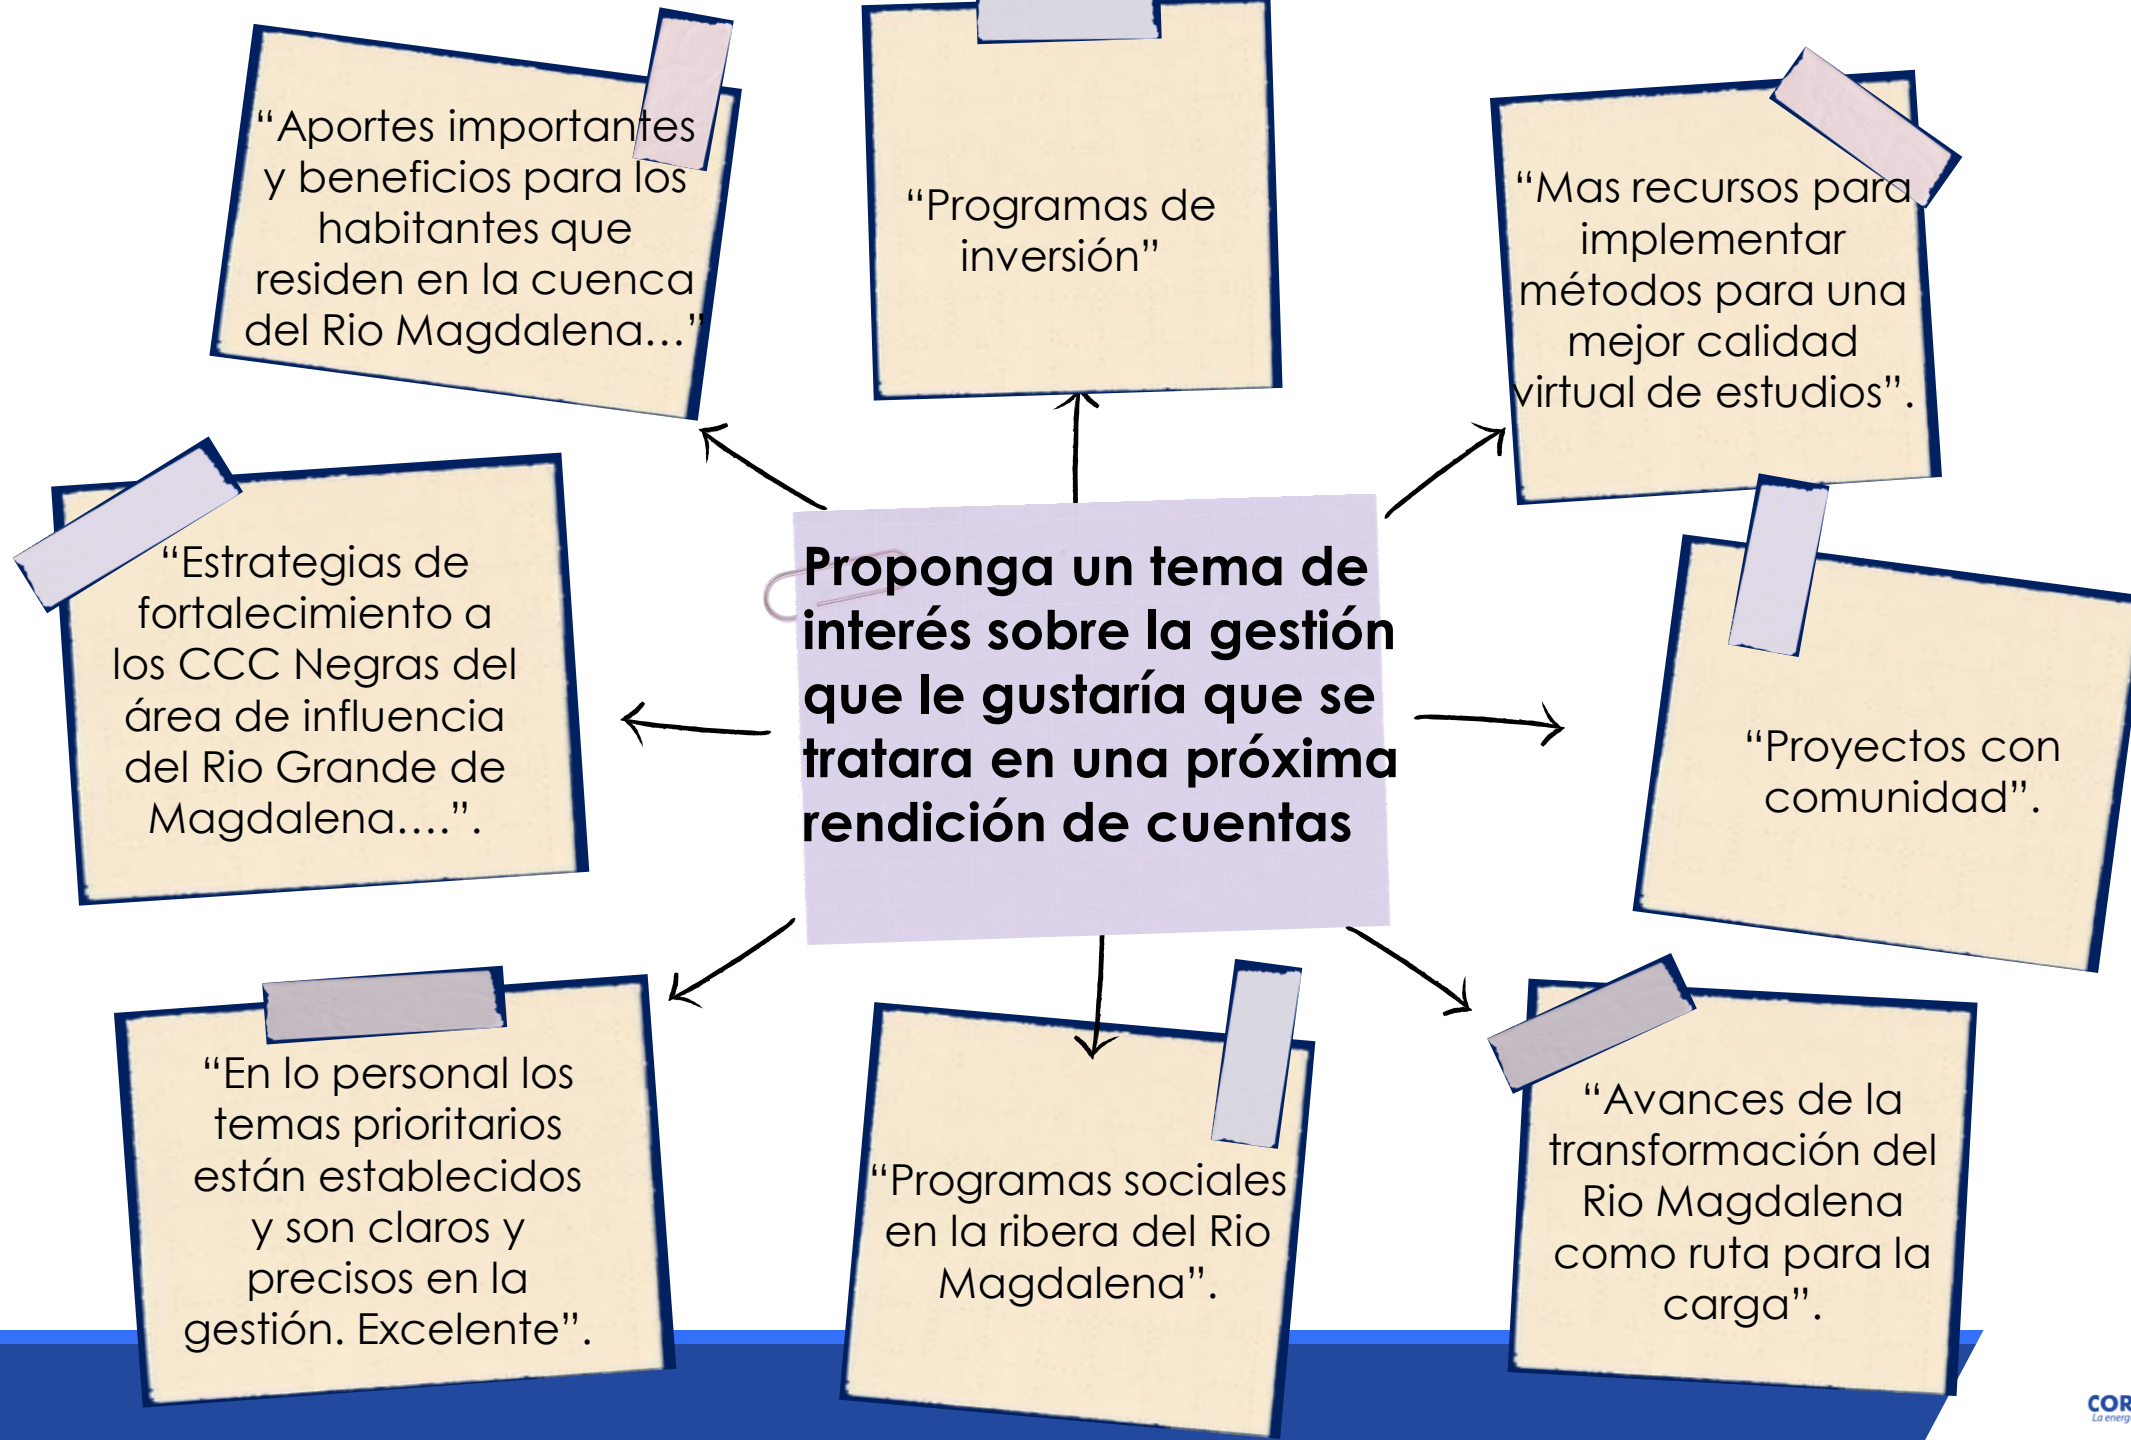 “Aportes importantes
y beneficios para los
habitantes que
residen en la cuenca
del Rio Magdalena…”
“Programas de
inversión”
“Mas recursos para
implementar
métodos para una
mejor calidad
virtual de estudios”.
“Estrategias de
fortalecimiento a
los CCC Negras del
área de influencia
del Rio Grande de
Magdalena….”.
Proponga un tema de
interés sobre la gestión
que le gustaría que se
tratara en una próxima
rendición de cuentas
“Proyectos con
comunidad”.
“En lo personal los
temas prioritarios
están establecidos
y son claros y
precisos en la
gestión. Excelente”.
“Programas sociales
en la ribera del Rio
Magdalena”.
“Avances de la
transformación del
Rio Magdalena
como ruta para la
carga”.
COR
La energ